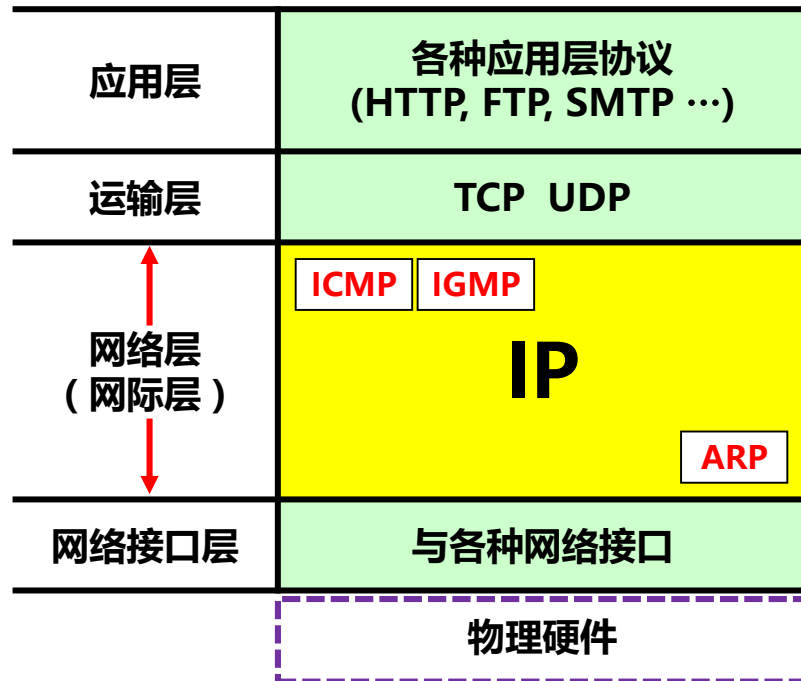 应用层
各种应用层协议
(HTTP, FTP, SMTP …)
运输层
TCP UDP
网络层
（网际层）
ICMP IGMP
IP
ARP
网络接口层
与各种网络接口
物理硬件